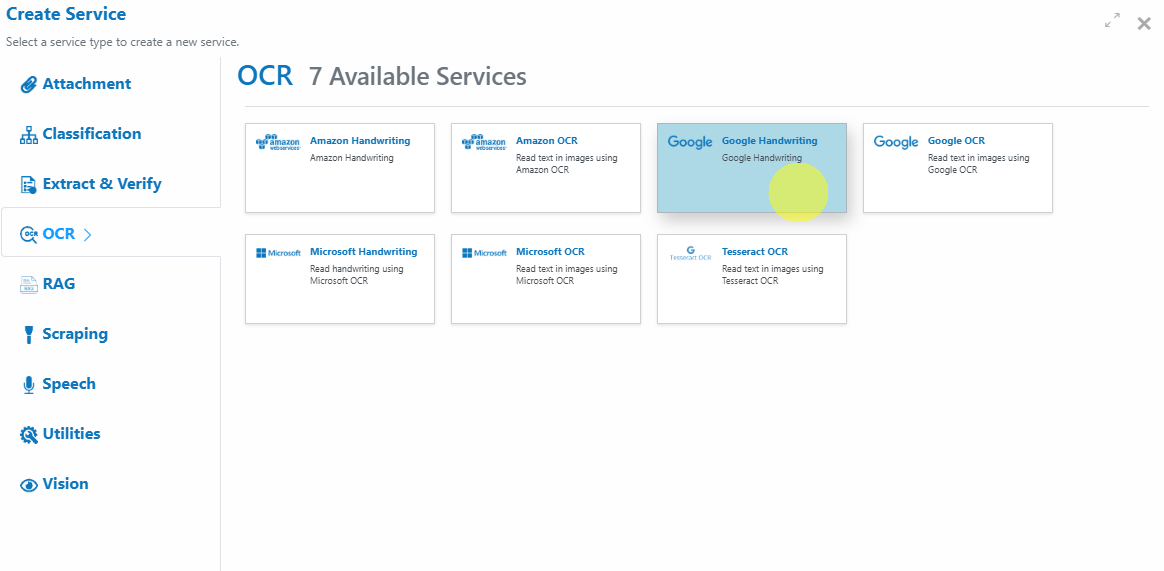 Create Service
Select a service type to create a new service.
Attachment
Classification
Extract & Verify
OCR
RAG
Scraping
Speech
Utilities
Vision
OCR 7 Available Services
amazon webservices
Amazon Handwriting
Amazon Handwriting
amazon webservices
Amazon OCR
Read text in images using
Amazon OCR
Google
Google Handwriting
Google Handwriting
Google
Google OCR
Read text in images using
Google OCR
Microsoft
Microsoft Handwriting
Read handwriting using
Microsoft OCR
Microsoft
Microsoft OCR
Read text in images using
Microsoft OCR
G
Tesseract OCR
Tesseract OCR
Read text in images using
Tesseract OCR